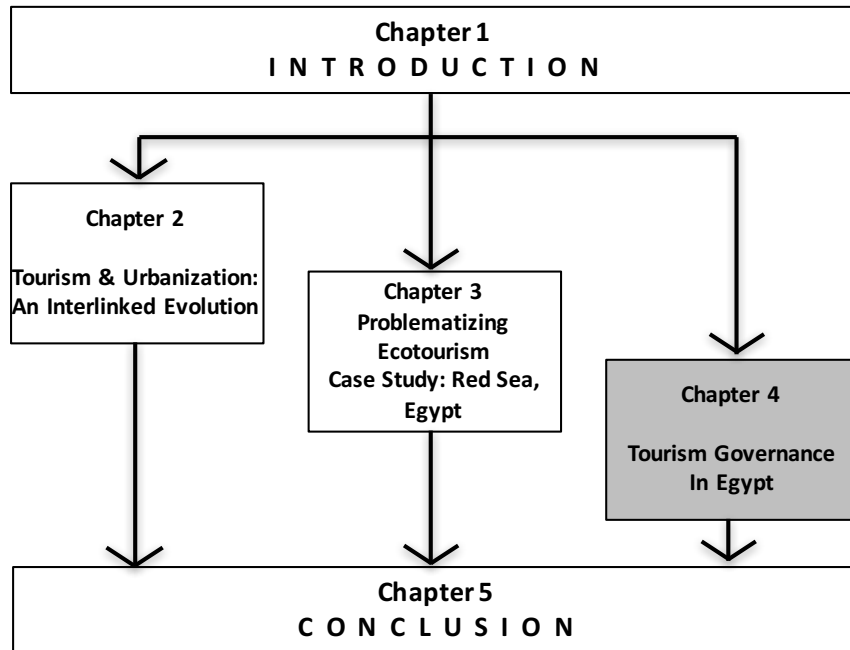 Chapter 1
I N T R O D U C T I O N
Chapter 2
Tourism & Urbanization:
An Interlinked Evolution
Chapter 3
Problematizing
Ecotourism
Case Study: Red Sea,
Egypt
Chapter 4
Tourism Governance
In Egypt
Chapter 5
C O N C L U S I O N